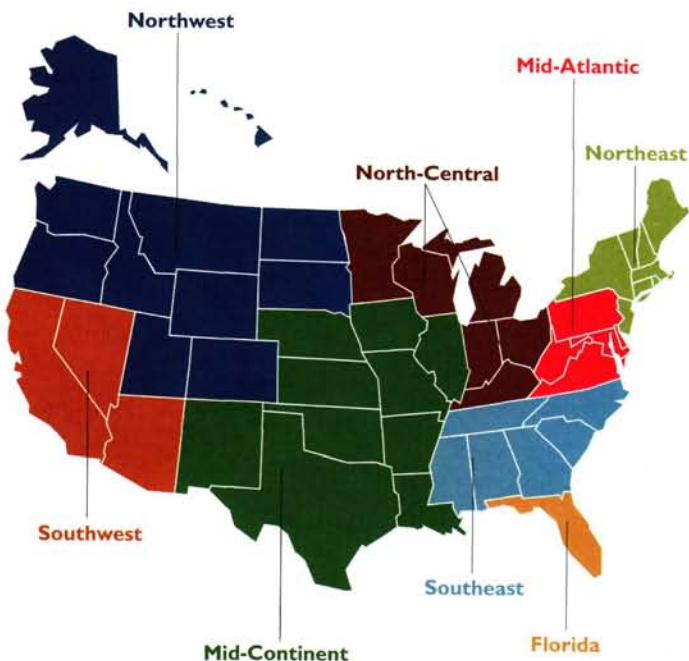 Northwest
Mid-Atlantic
Northeast
North-Central
Southwest
Southeast
Mid-Continent
Florida